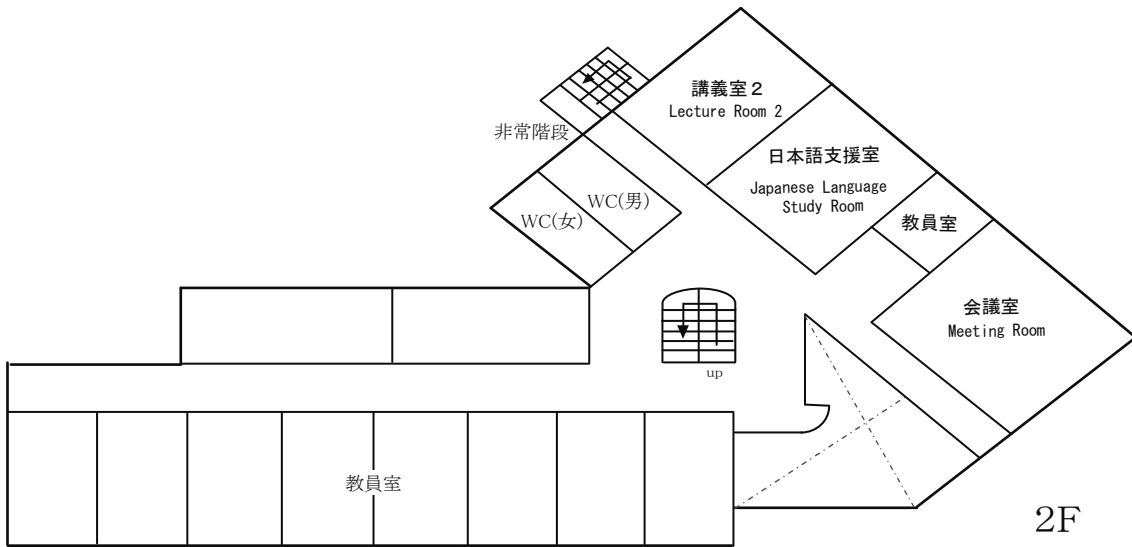 講義室２
Lecture Room 2
非常階段
日本語支援室
Japanese Language
Study Room
WC(男)
WC(女)
教員室
会議室
Meeting Room
up
教員室
2F